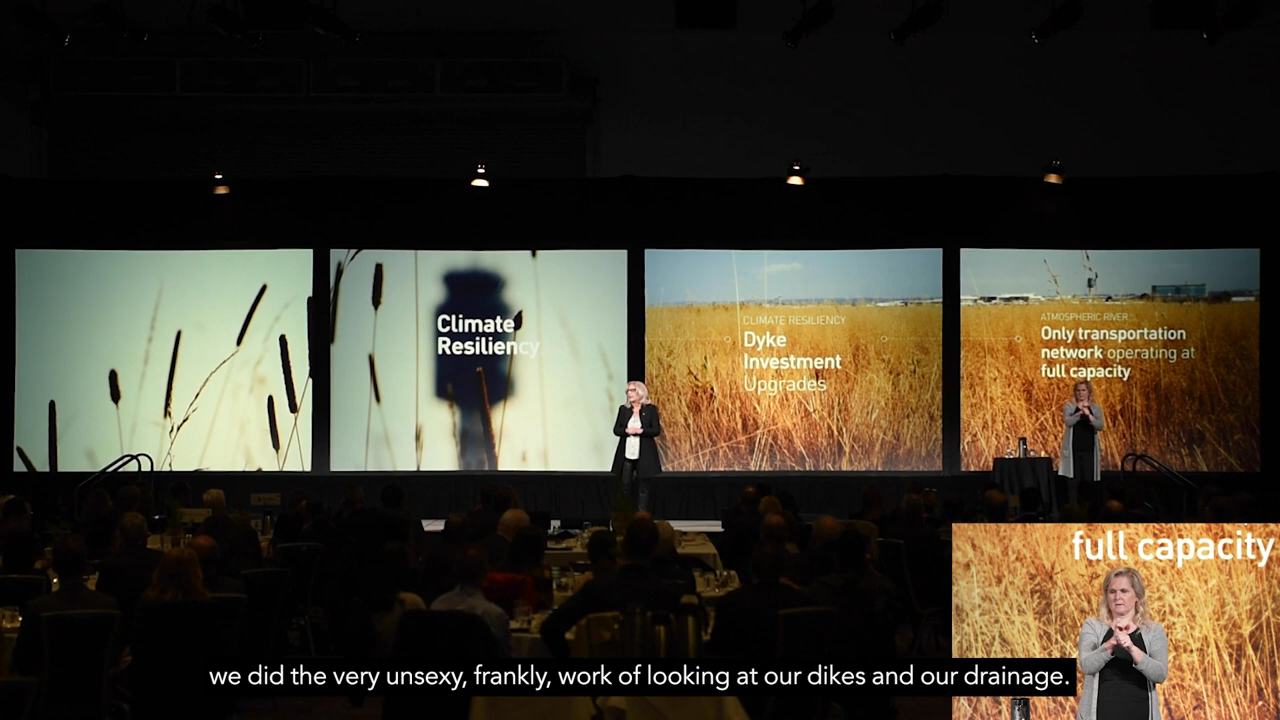 Climate
Resiliency
CLIMATE RESILIENCY
Dyke
Investment
Upgrades
ATMOSPHERIC RIVER
Only transportation
network operating at
full capacity
full capacity
we did the very unsexy, frankly, work of looking at our dikes and our drainage.